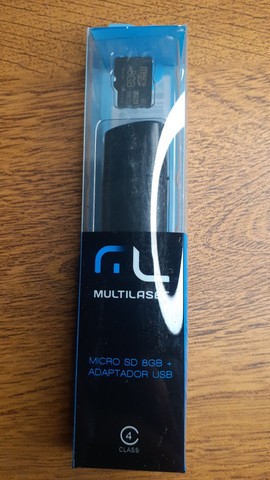 MULTILASER
MICRO SD 8GB +
ADAPTADOR USB
4
CLASS